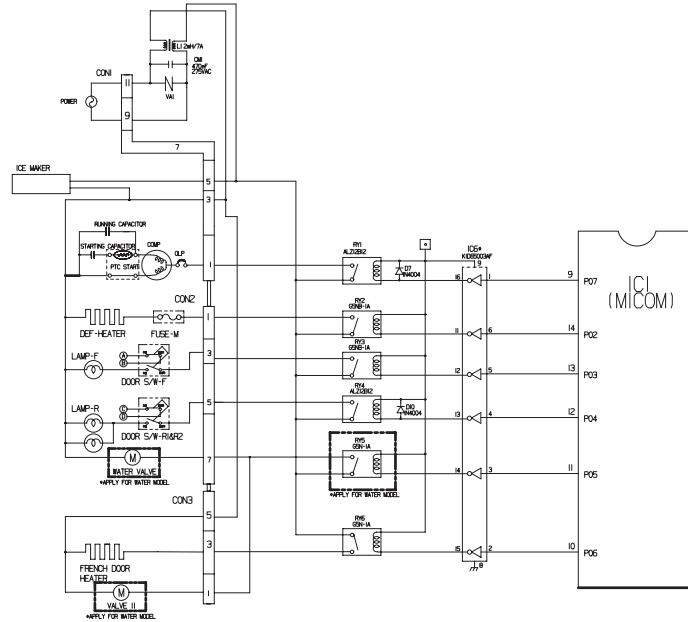 L1 2mH/7A
CM1
470nF
275VAC
VA1
CON1
11
POWER
9
7
ICE MAKER
5
3
RUNNING CAPACITOR
STARTING CAPACITOR
COMP
OLP
PTC START
1
RY1
ALZ12B12
D7
1N4004
IC6*
KID65003AF
9
16
1
9
P07
IC1
(MICOM)
CON2
1
DEF-HEATER
FUSE-M
RY2
G5NB-1A
11
6
14
P02
LAMP-F
A
B
DOOR S/W-F
3
RY3
G5NB-1A
12
5
13
P03
LAMP-R
C
D
DOOR S/W-R1&R2
5
RY4
ALZ12B12
D10
1N4004
13
4
12
P04
M
WATER VALVE
*APPLY FOR WATER MODEL
7
RY5
G5N-1A
*APPLY FOR WATER MODEL
14
3
11
P05
CON3
5
3
FRENCH DOOR
HEATER
RY6
G5N-1A
15
2
10
P06
8
M
VALVE II
*APPLY FOR WATER MODEL
1